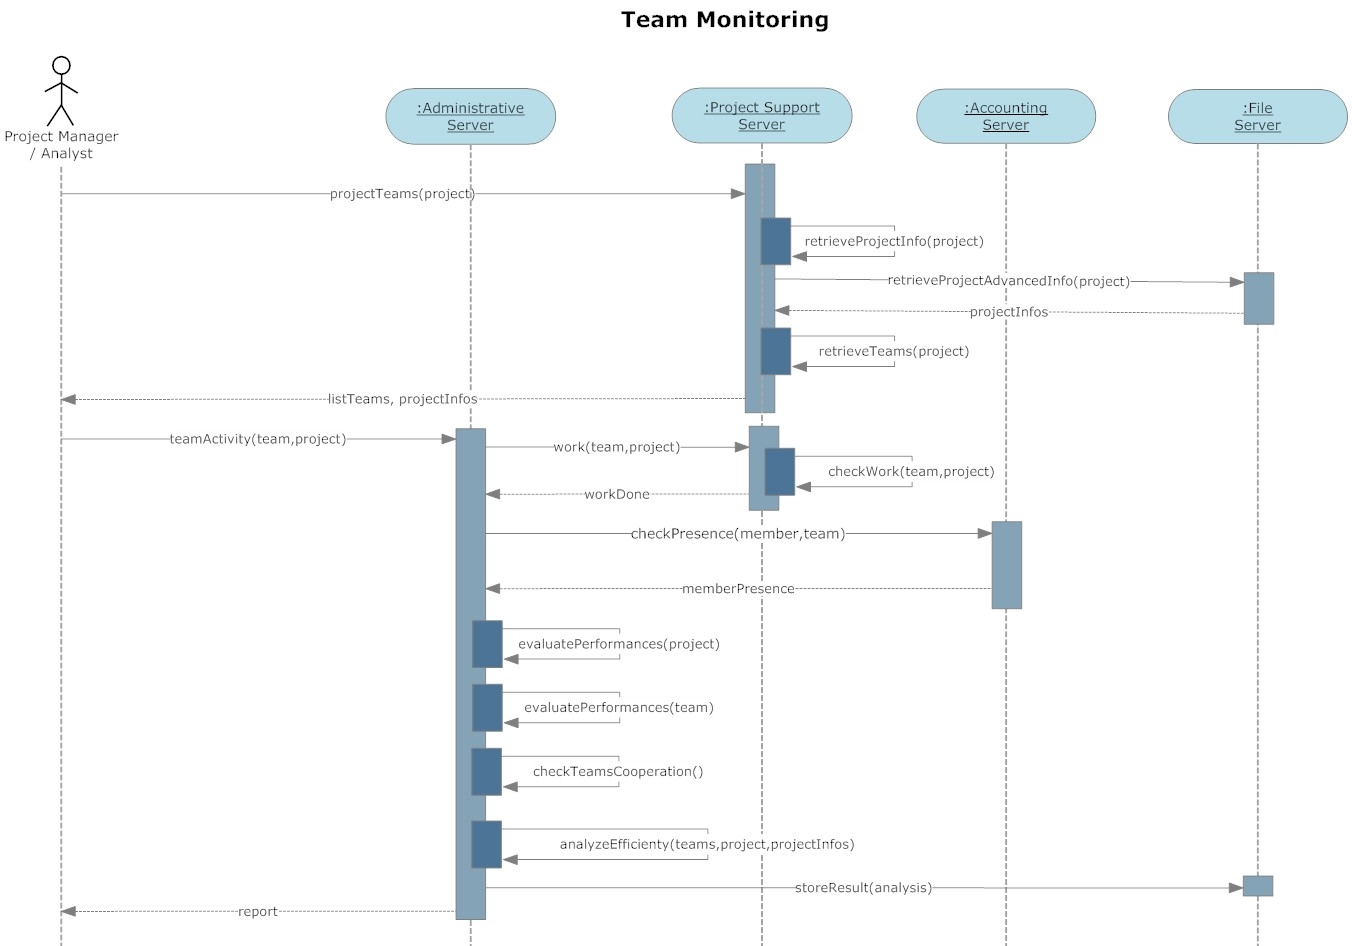 Team Monitoring
Project Manager
/ Analyst
:Administrative
Server
:Project Support
Server
:Accounting
Server
:File
Server
projectTeams(project)
retrieveProjectInfo(project)
retrieveProjectAdvancedInfo(project)
projectInfos
retrieveTeams(project)
listTeams, projectInfos
teamActivity(team,project)
work(team,project)
checkWork(team,project)
workDone
checkPresence(member,team)
memberPresence
evaluatePerformances(project)
evaluatePerformances(team)
checkTeamsCooperation()
analyzeEfficienty(teams,project,projectInfos)
storeResult(analysis)
report